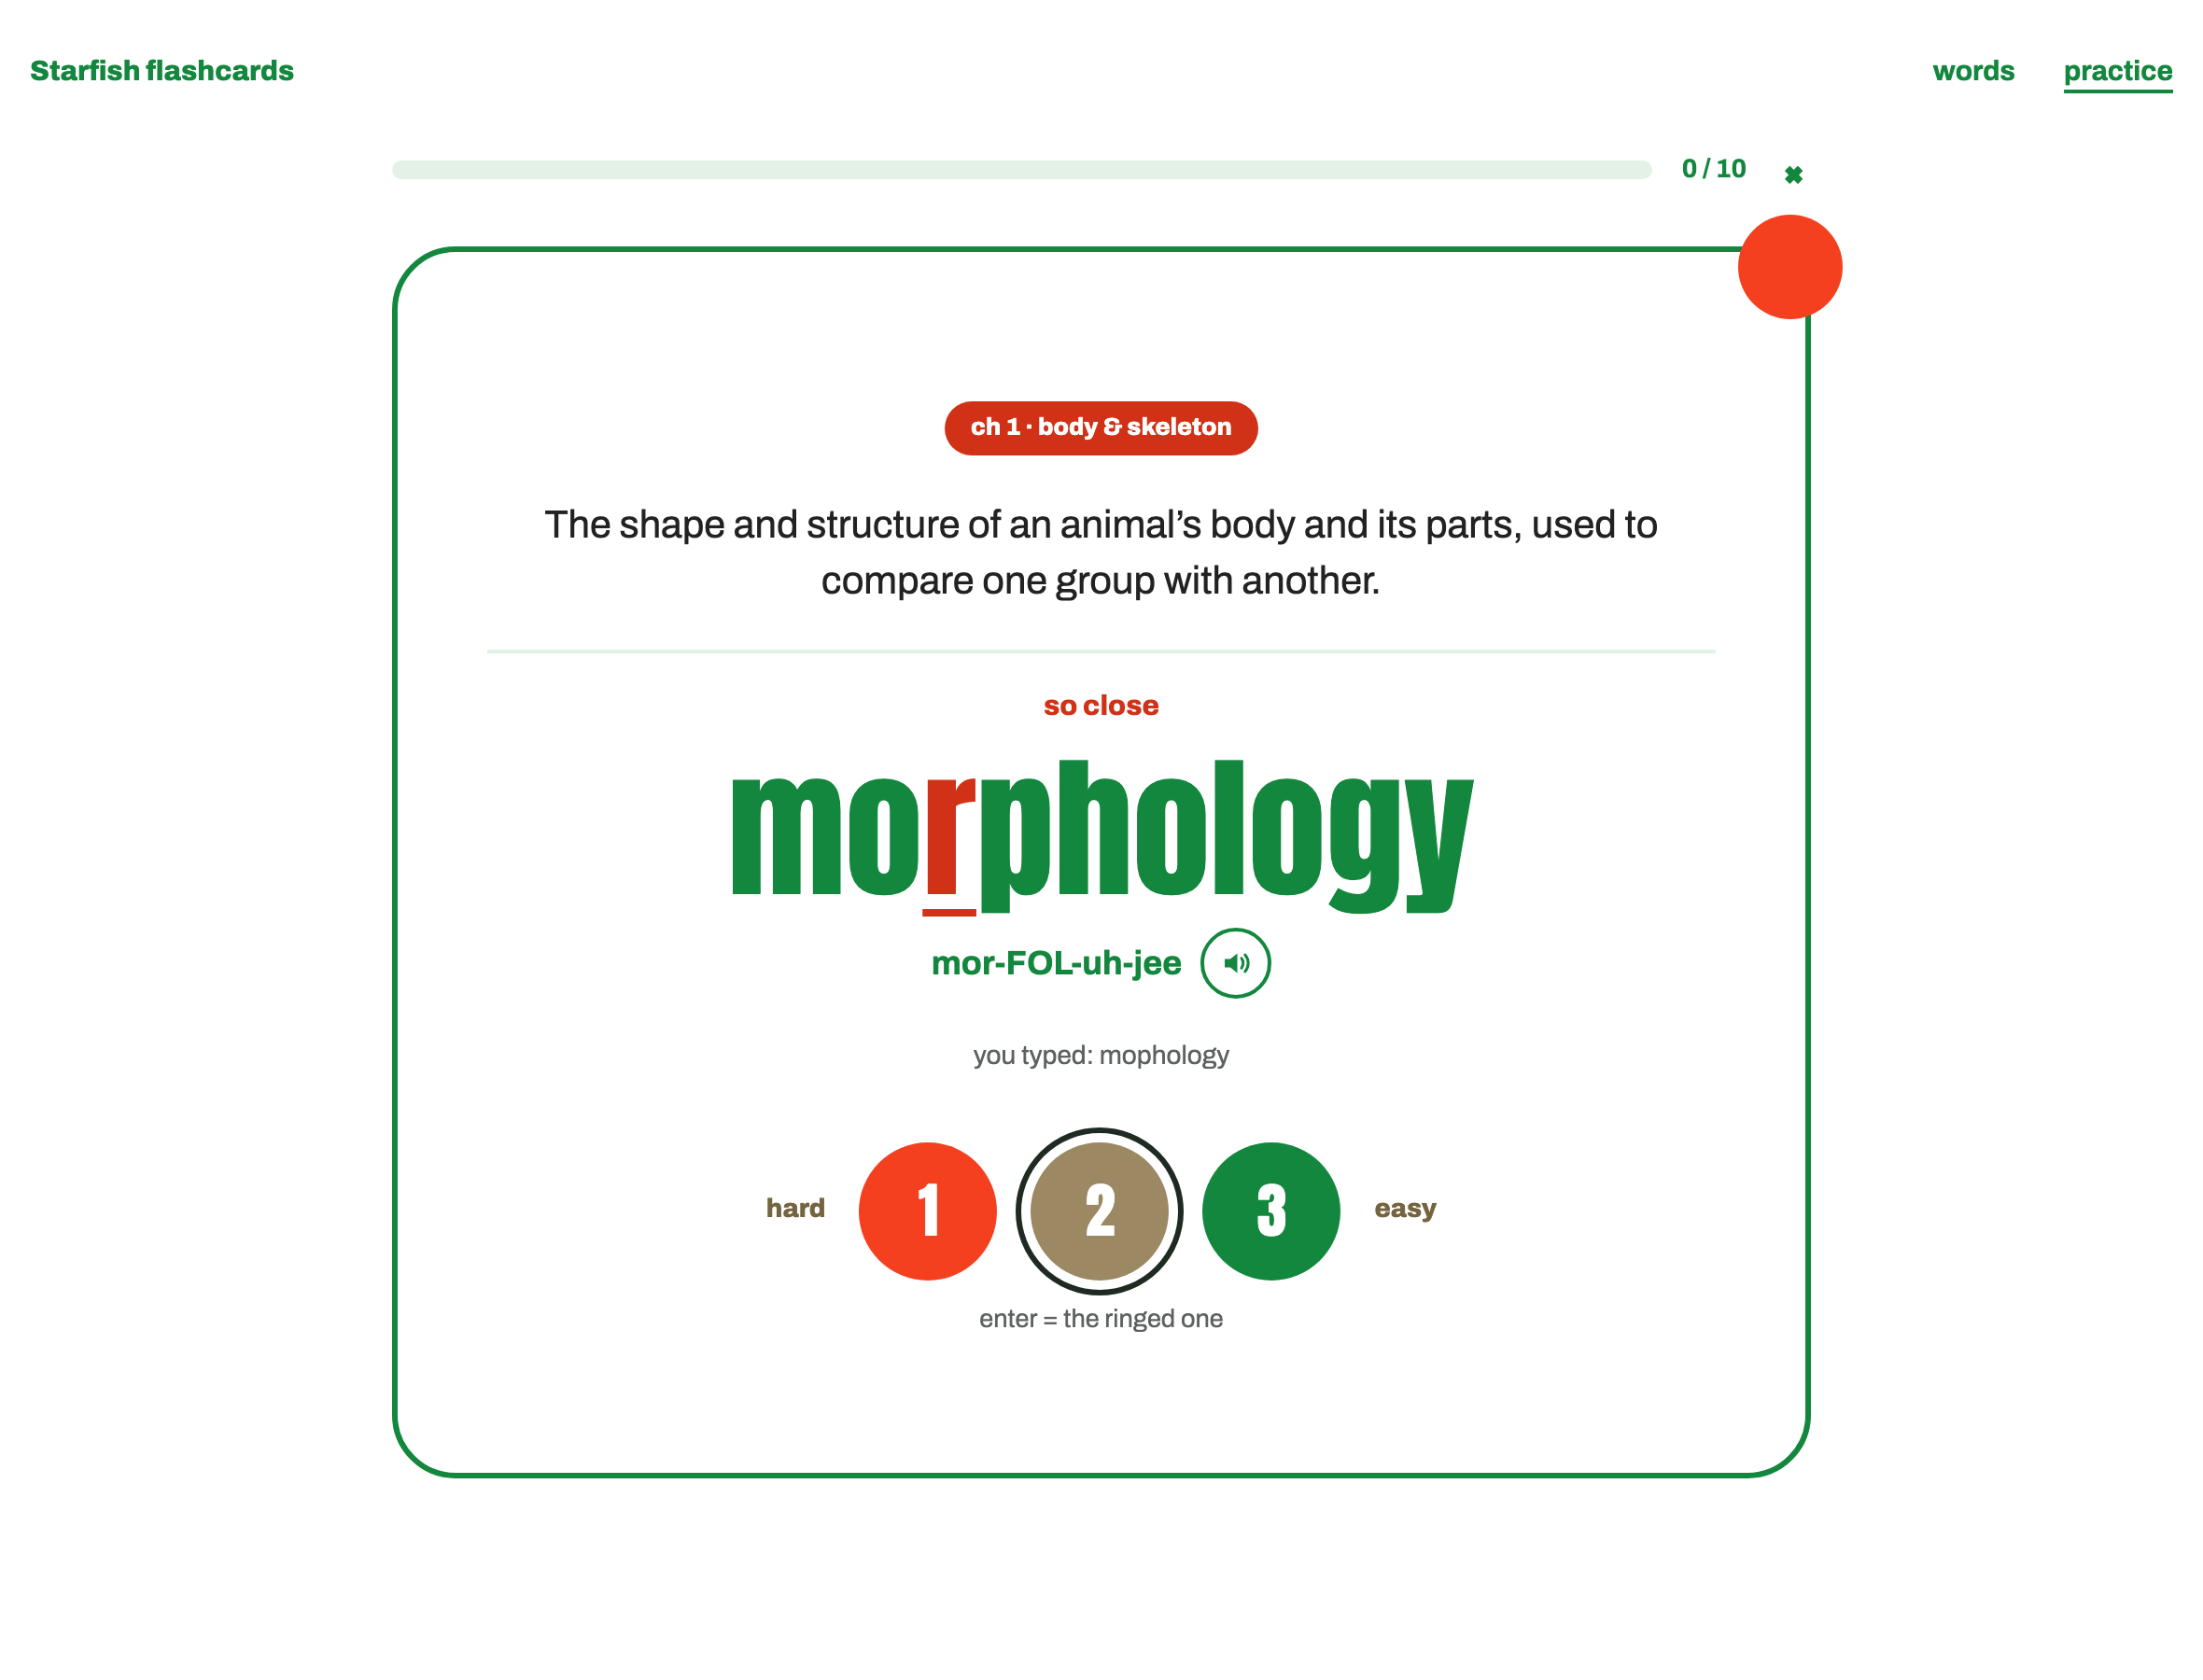 Starfish flashcards
words
practice
0 / 10
ch 1 · body & skeleton
The shape and structure of an animal’s body and its parts, used to
compare one group with another.
so close
morphology
mor-FOL-uh-jee
you typed: mophology
hard
1
2
3
easy
enter = the ringed one